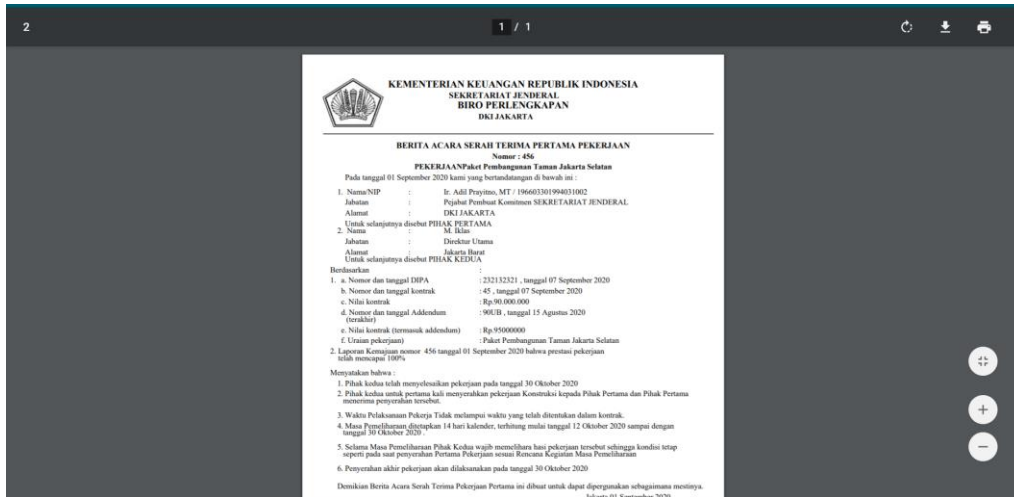 2
1 / 1
KEMENTERIAN KEUANGAN REPUBLIK INDONESIA
SEKRETARIAT JENDERAL
BIRO PERLENGKAPAN
DKI JAKARTA
BERITA ACARA SERAH TERIMA PERTAMA PEKERJAAN
Nomor : 456
PEKERJAANPaket Pembangunan Taman Jakarta Selatan
Pada tanggal 01 September 2020 kami yang bertandatangan di bawah ini :
1. Nama/NIP : Ir. Adil Prayitno, MT / 196603301994031002
Jabatan : Pejabat Pembuat Komitmen SEKRETARIAT JENDERAL
Alamat : DKI JAKARTA
Untuk selanjutnya disebut PIHAK PERTAMA
2. Nama : M. Iklas
Jabatan : Direktur Utama
Alamat : Jakarta Barat
Untuk selanjutnya disebut PIHAK KEDUA
Berdasarkan :
1. a. Nomor dan tanggal DIPA : 232132321 , tanggal 07 September 2020
b. Nomor dan tanggal kontrak : 45 , tanggal 07 September 2020
c. Nilai kontrak : Rp.90.000.000
d. Nomor dan tanggal Addendum : 90UB , tanggal 15 Agustus 2020
(terakhir)
e. Nilai kontrak (termasuk addendum) : Rp.95000000
f. Uraian pekerjaan) : Paket Pembangunan Taman Jakarta Selatan
2. Laporan Kemajuan nomor 456 tanggal 01 September 2020 bahwa prestasi pekerjaan
telah mencapai 100%
Menyatakan bahwa :
1. Pihak kedua telah menyelesaikan pekerjaan pada tanggal 30 Oktober 2020
2. Pihak kedua untuk pertama kali menyerahkan pekerjaan Konstruksi kepada Pihak Pertama dan Pihak Pertama
menerima penyerahan tersebut.
3. Waktu Pelaksanaan Pekerja Tidak melampui waktu yang telah ditentukan dalam kontrak.
4. Masa Pemeliharaan ditetapkan 14 hari kalender, terhitung mulai tanggal 12 Oktober 2020 sampai dengan
tanggal 30 Oktober 2020 .
5. Selama Masa Pemeliharaan Pihak Kedua wajib memelihara hasi pekerjaan tersebut sehingga kondisi tetap
seperti pada saat penyerahan Pertama Pekerjaan sesuai Rencana Kegiatan Masa Pemeliharaan
6. Penyerahan akhir pekerjaan akan dilaksanakan pada tanggal 30 Oktober 2020
Demikian Berita Acara Serah Terima Pekerjaan Pertama ini dibuat untuk dapat dipergunakan sebagaimana mestinya.
Jakarta 01 September 2020